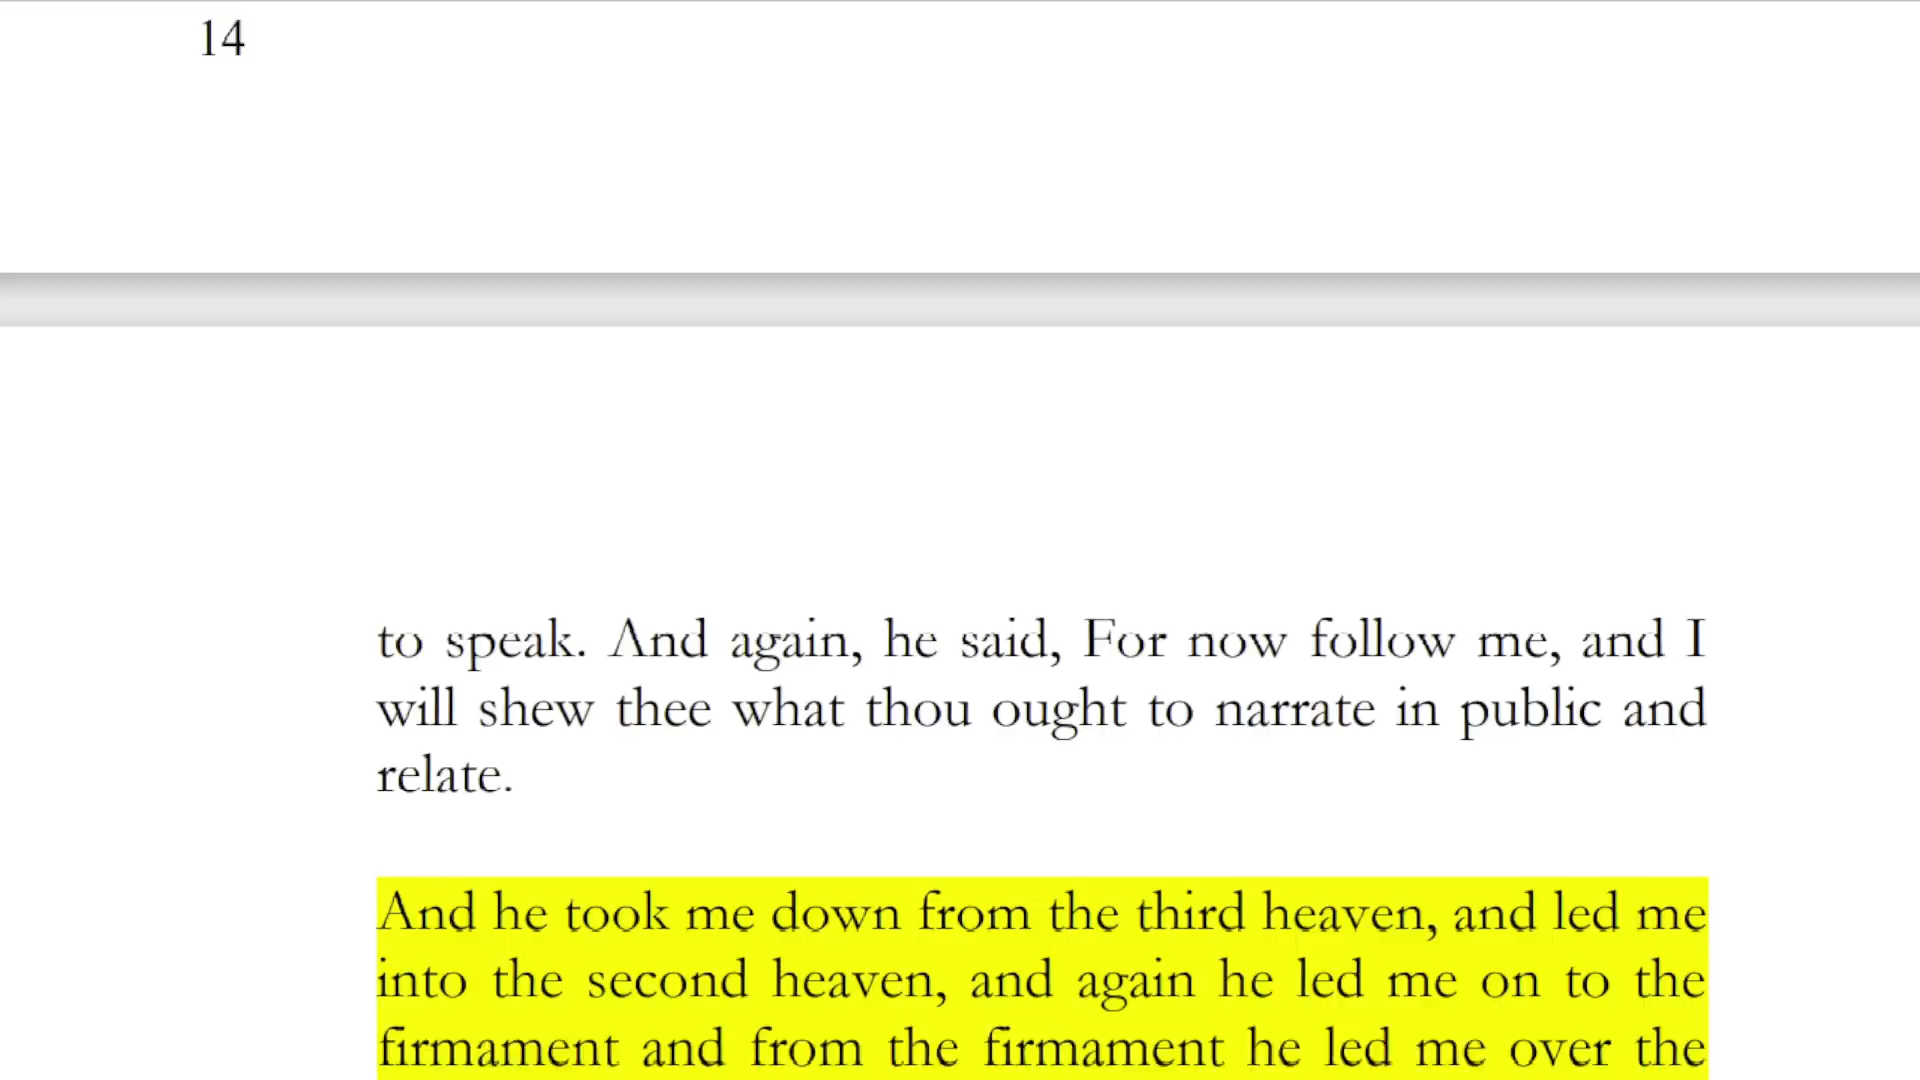 14
to speak. And again, he said, For now follow me, and I
will shew thee what thou ought to narrate in public and
relate.
And he took me down from the third heaven, and led me
into the second heaven, and again he led me on to the
firmament and from the firmament he led me over the